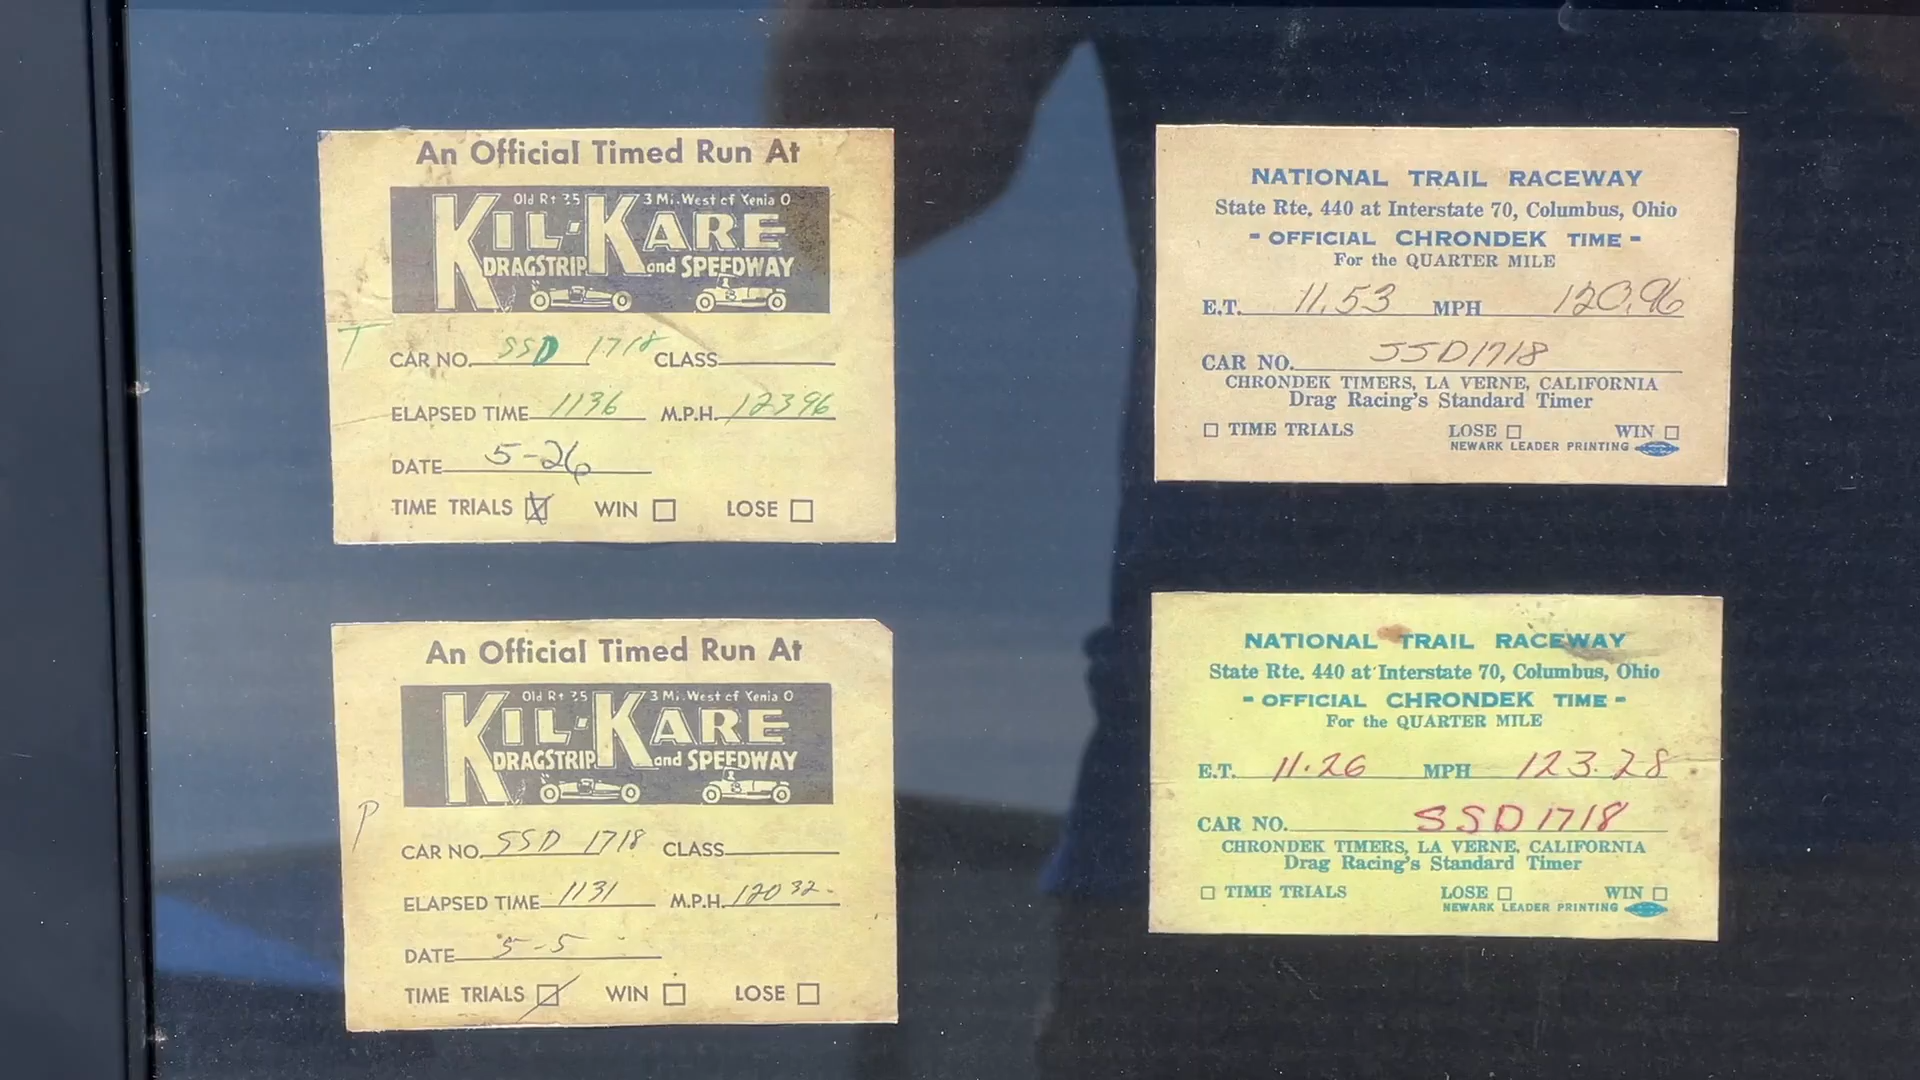 An Official Timed Run At
Old Rt 35 3 Mi. West of Xenia O
KIL-KARE
DRAGSTRIP and SPEEDWAY
T
CAR NO. SSD 1718 CLASS
ELAPSED TIME 1136 M.P.H. 12396
DATE 5-26
TIME TRIALS WIN LOSE
An Official Timed Run At
Old Rt 35 3 Mi. West of Xenia O
KIL-KARE
DRAGSTRIP and SPEEDWAY
P
CAR NO. SSD 1718 CLASS
ELAPSED TIME 1131 M.P.H. 12032
DATE 5-5
TIME TRIALS WIN LOSE
NATIONAL TRAIL RACEWAY
State Rte. 440 at Interstate 70, Columbus, Ohio
- OFFICIAL CHRONDEK TIME -
For the QUARTER MILE
E.T. 11.53 MPH 120.96
CAR NO. SSD1718
CHRONDEK TIMERS, LA VERNE, CALIFORNIA
Drag Racing's Standard Timer
TIME TRIALS LOSE WIN
NEWARK LEADER PRINTING
NATIONAL TRAIL RACEWAY
State Rte. 440 at Interstate 70, Columbus, Ohio
- OFFICIAL CHRONDEK TIME -
For the QUARTER MILE
E.T. 11.26 MPH 123.28
CAR NO. SSD1718
CHRONDEK TIMERS, LA VERNE, CALIFORNIA
Drag Racing's Standard Timer
TIME TRIALS LOSE WIN
NEWARK LEADER PRINTING